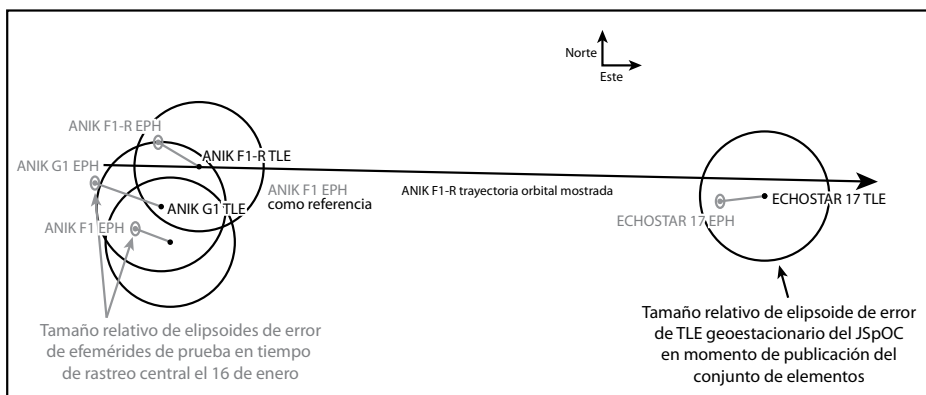 Norte
Este
ANIK F1-R EPH
ANIK F1-R TLE
ANIK G1 EPH
ANIK F1 EPH
como referencia
ANIK F1-R trayectoria orbital mostrada
ANIK G1 TLE
ANIK F1 EPH
ECHOSTAR 17 TLE
ECHOSTAR 17 EPH
Tamaño relativo de elipsoides de error
de efemérides de prueba en tiempo
de rastreo central el 16 de enero
Tamaño relativo de elipsoide de error
de TLE geoestacionario del JSpOC
en momento de publicación del
conjunto de elementos